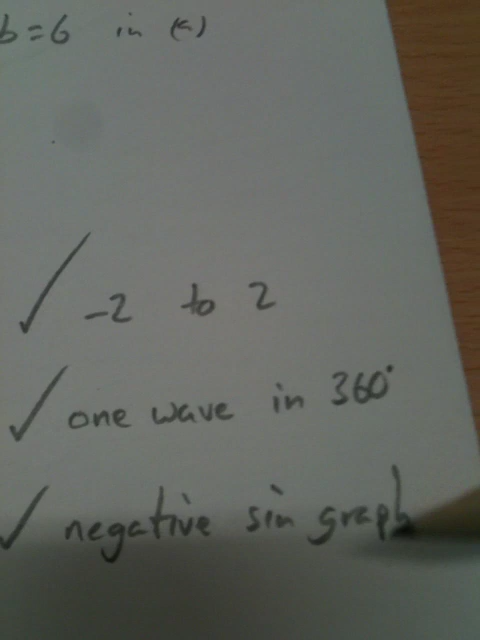 b=6 in (c)
-2 to 2
one wave in 360°
negative sin graph